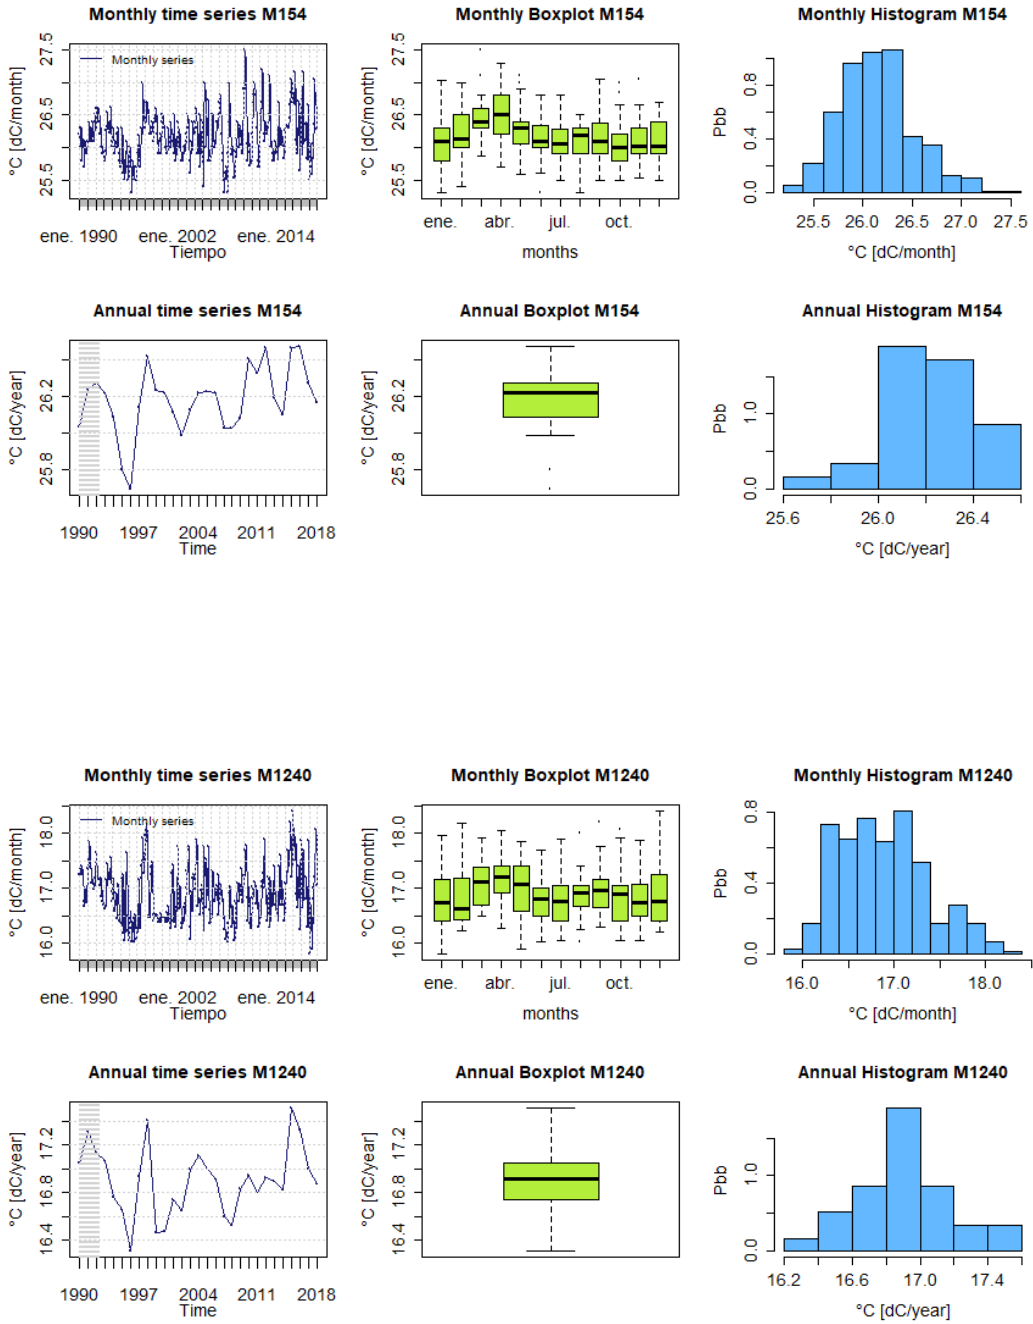 Monthly time series M154
°C [dC/month]
27.5
26.5
25.5
Monthly series
ene. 1990 ene. 2002 ene. 2014
Tiempo
Monthly Boxplot M154
°C [dC/month]
27.5
26.5
25.5
ene. abr. jul. oct.
months
Monthly Histogram M154
Pbb
0.8
0.4
0.0
25.5 26.0 26.5 27.0 27.5
°C [dC/month]
Annual time series M154
°C [dC/year]
26.2
25.8
1990 1997 2004 2011 2018
Time
Annual Boxplot M154
°C [dC/year]
26.2
25.8
Annual Histogram M154
Pbb
1.0
0.0
25.6 26.0 26.4
°C [dC/year]
Monthly time series M1240
°C [dC/month]
18.0
17.0
16.0
Monthly series
ene. 1990 ene. 2002 ene. 2014
Tiempo
Monthly Boxplot M1240
°C [dC/month]
18.0
17.0
16.0
ene. abr. jul. oct.
months
Monthly Histogram M1240
Pbb
0.8
0.4
0.0
16.0 17.0 18.0
°C [dC/month]
Annual time series M1240
°C [dC/year]
17.2
16.8
16.4
1990 1997 2004 2011 2018
Time
Annual Boxplot M1240
°C [dC/year]
17.2
16.8
16.4
Annual Histogram M1240
Pbb
1.0
0.0
16.2 16.6 17.0 17.4
°C [dC/year]